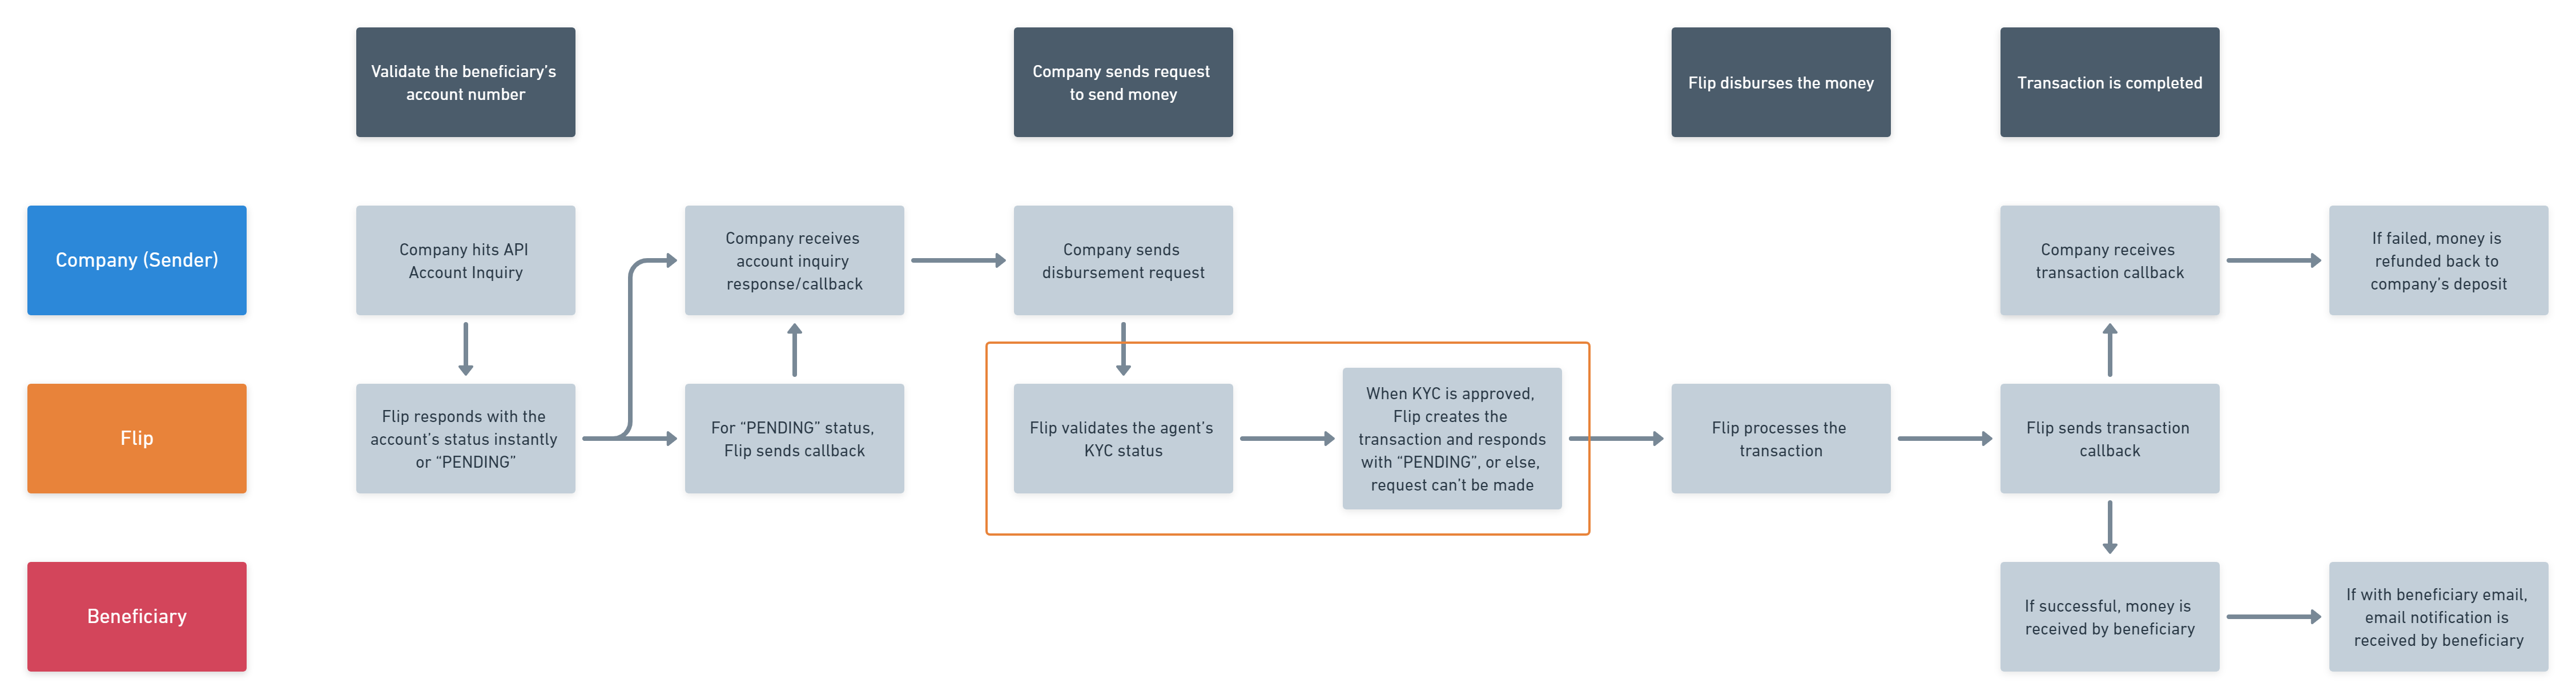 Validate the beneficiary's
account number
Company sends request
to send money
Flip disburses the money
Transaction is completed
Company (Sender)
Company hits API
Account Inquiry
Company receives
account inquiry
response/callback
Company sends
disbursement request
Company receives
transaction callback
If failed, money is
refunded back to
company's deposit
Flip
Flip responds with the
account's status instantly
or “PENDING”
For “PENDING” status,
Flip sends callback
Flip validates the agent's
KYC status
When KYC is approved,
Flip creates the
transaction and responds
with “PENDING”, or else,
request can't be made
Flip processes the
transaction
Flip sends transaction
callback
Beneficiary
If successful, money is
received by beneficiary
If with beneficiary email,
email notification is
received by beneficiary